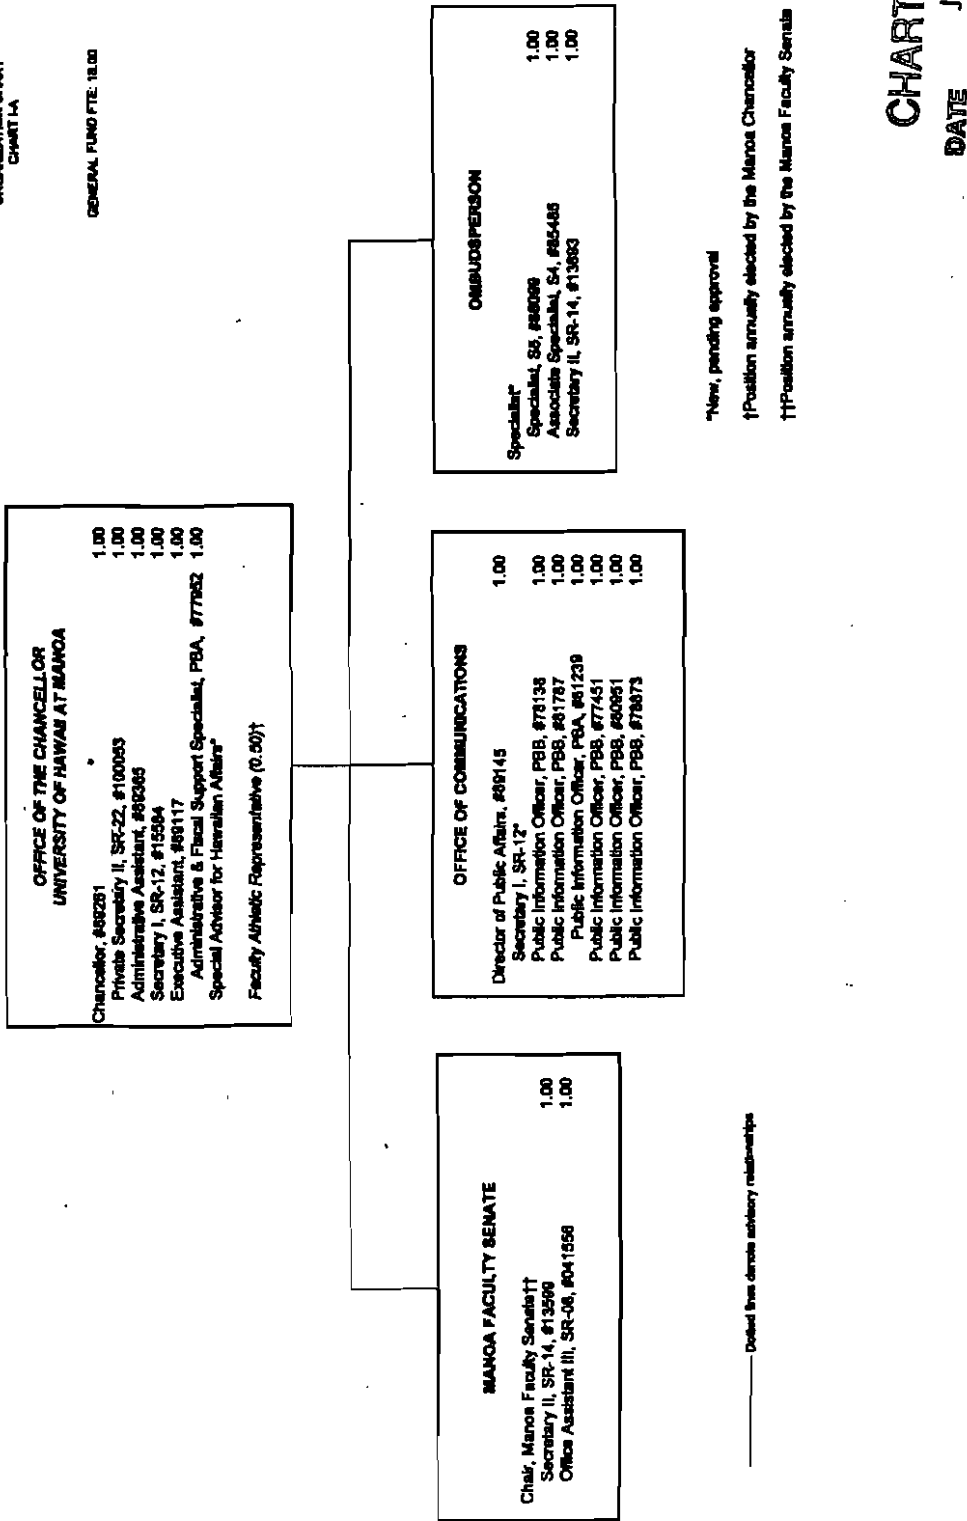 CHART I-A
GENERAL FUND FTE: 18.00
OFFICE OF THE CHANCELLOR
UNIVERSITY OF HAWAII AT MANOA
Chancellor, #89261 1.00
Private Secretary II, SR-22, #100053 1.00
Administrative Assistant, #89365 1.00
Secretary I, SR-12, #15584 1.00
Executive Assistant, #89117 1.00
Administrative & Fiscal Support Specialist, PBA, #77952 1.00
Special Advisor for Hawaiian Affairs*
Faculty Athletic Representative (0.50)†
MANOA FACULTY SENATE
Chair, Manoa Faculty Senate††
Secretary II, SR-14, #13599 1.00
Office Assistant III, SR-08, #041556 1.00
OFFICE OF COMMUNICATIONS
Director of Public Affairs, #89145 1.00
Secretary I, SR-12*
Public Information Officer, PBB, #78138 1.00
Public Information Officer, PBB, #81787 1.00
Public Information Officer, PBA, #81239 1.00
Public Information Officer, PBB, #77451 1.00
Public Information Officer, PBB, #80951 1.00
Public Information Officer, PBB, #78873 1.00
OMBUDSPERSON
Specialist*
Specialist, S5, #88099 1.00
Associate Specialist, S4, #85485 1.00
Secretary II, SR-14, #13693 1.00
*New, pending approval
†Position annually elected by the Manoa Chancellor
††Position annually elected by the Manoa Faculty Senate
Dotted lines denote advisory relationships
CHART
DATE